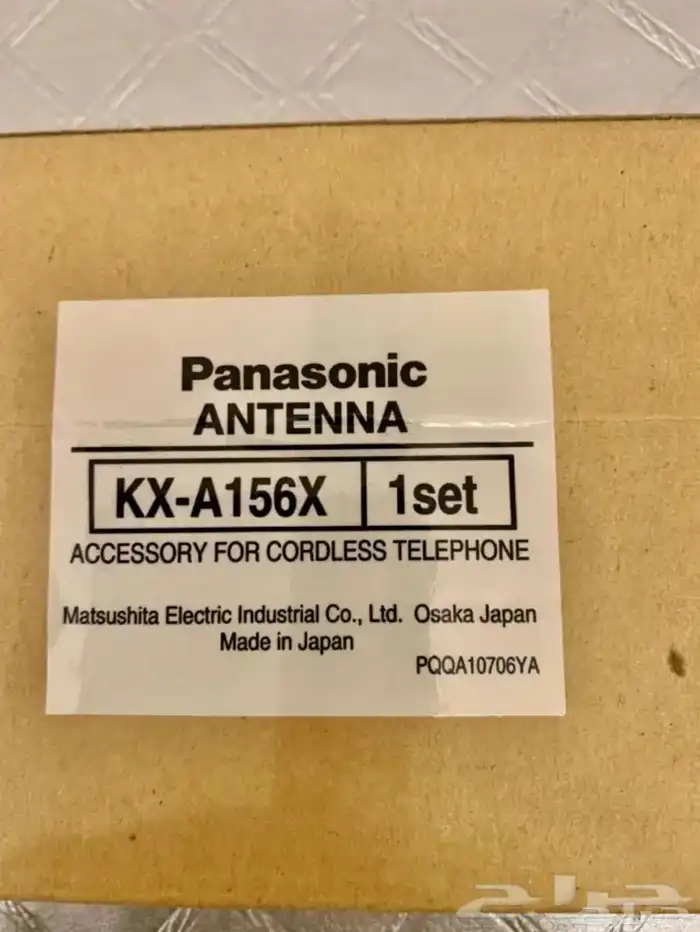 Panasonic
ANTENNA
KX-A156X 1set
ACCESSORY FOR CORDLESS TELEPHONE
Matsushita Electric Industrial Co., Ltd. Osaka Japan
Made in Japan
PQQA10706YA
حراج